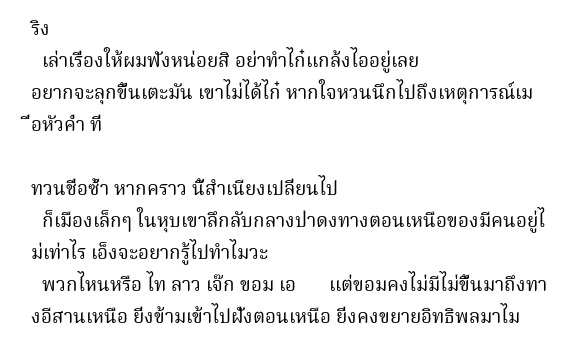 ริง
เล่าเรื่องให้ผมฟังหน่อยสิ อย่าทำไก๋แกล้งไออยู่เลย
อยากจะลุกขึ้นเตะมัน เขาไม่ได้ไก๋ หากใจหวนนึกไปถึงเหตุการณ์เม
ื่อหัวค่ำ ที่
ทวนชื่อซ้ำ หากคราว นี้สำเนียงเปลี่ยนไป
ก็เมืองเล็กๆ ในหุบเขาลึกลับกลางป่าดงทางตอนเหนือของมีคนอยู่ไ
ม่เท่าไร เอ็งจะอยากรู้ไปทำไมวะ
พวกไหนหรือ ไท ลาว เจ๊ก ขอม เอ แต่ขอมคงไม่มีไม่ขึ้นมาถึงทา
งอีสานเหนือ ยิ่งข้ามเข้าไปฝั่งตอนเหนือ ยิ่งคงขยายอิทธิพลมาไม